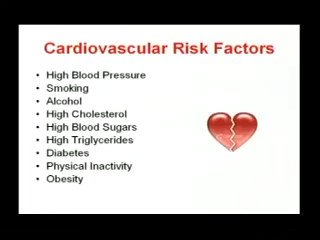 Cardiovascular Risk Factors
• High Blood Pressure
• Smoking
• Alcohol
• High Cholesterol
• High Blood Sugars
• High Triglycerides
• Diabetes
• Physical Inactivity
• Obesity